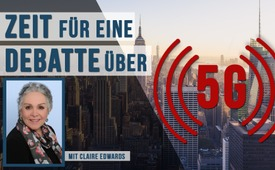 ZEIT FÜR EINE
DEBATTE ÜBER
5G
MIT CLAIRE EDWARDS